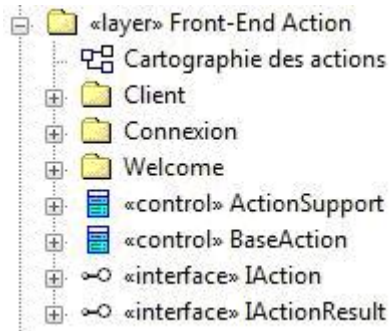 «layer» Front-End Action
Cartographie des actions
Client
Connexion
Welcome
«control» ActionSupport
«control» BaseAction
«interface» IAction
«interface» IActionResult